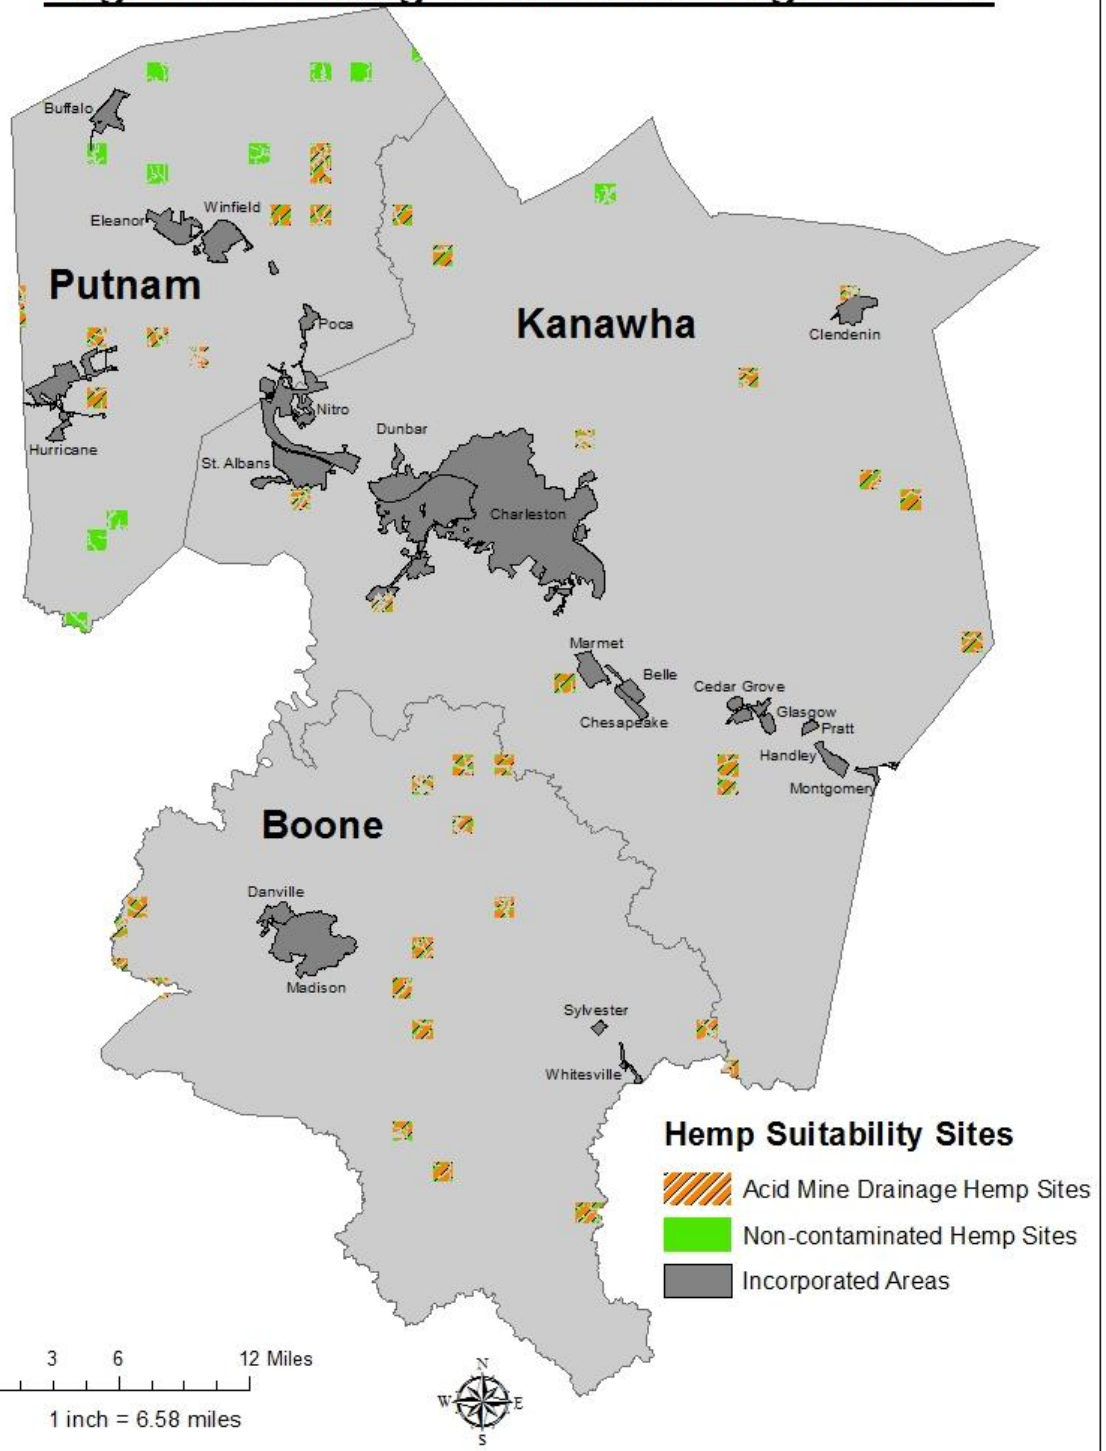 Buffalo
Eleanor
Winfield
Putnam
Poca
Kanawha
Clendenin
Nitro
Hurricane
St. Albans
Dunbar
Charleston
Marmet
Belle
Chesapeake
Cedar Grove
Glasgow
Pratt
Handley
Montgomery
Boone
Danville
Madison
Sylvester
Whitesville
Hemp Suitability Sites
Acid Mine Drainage Hemp Sites
Non-contaminated Hemp Sites
Incorporated Areas
3 6 12 Miles
1 inch = 6.58 miles
N
W E
S